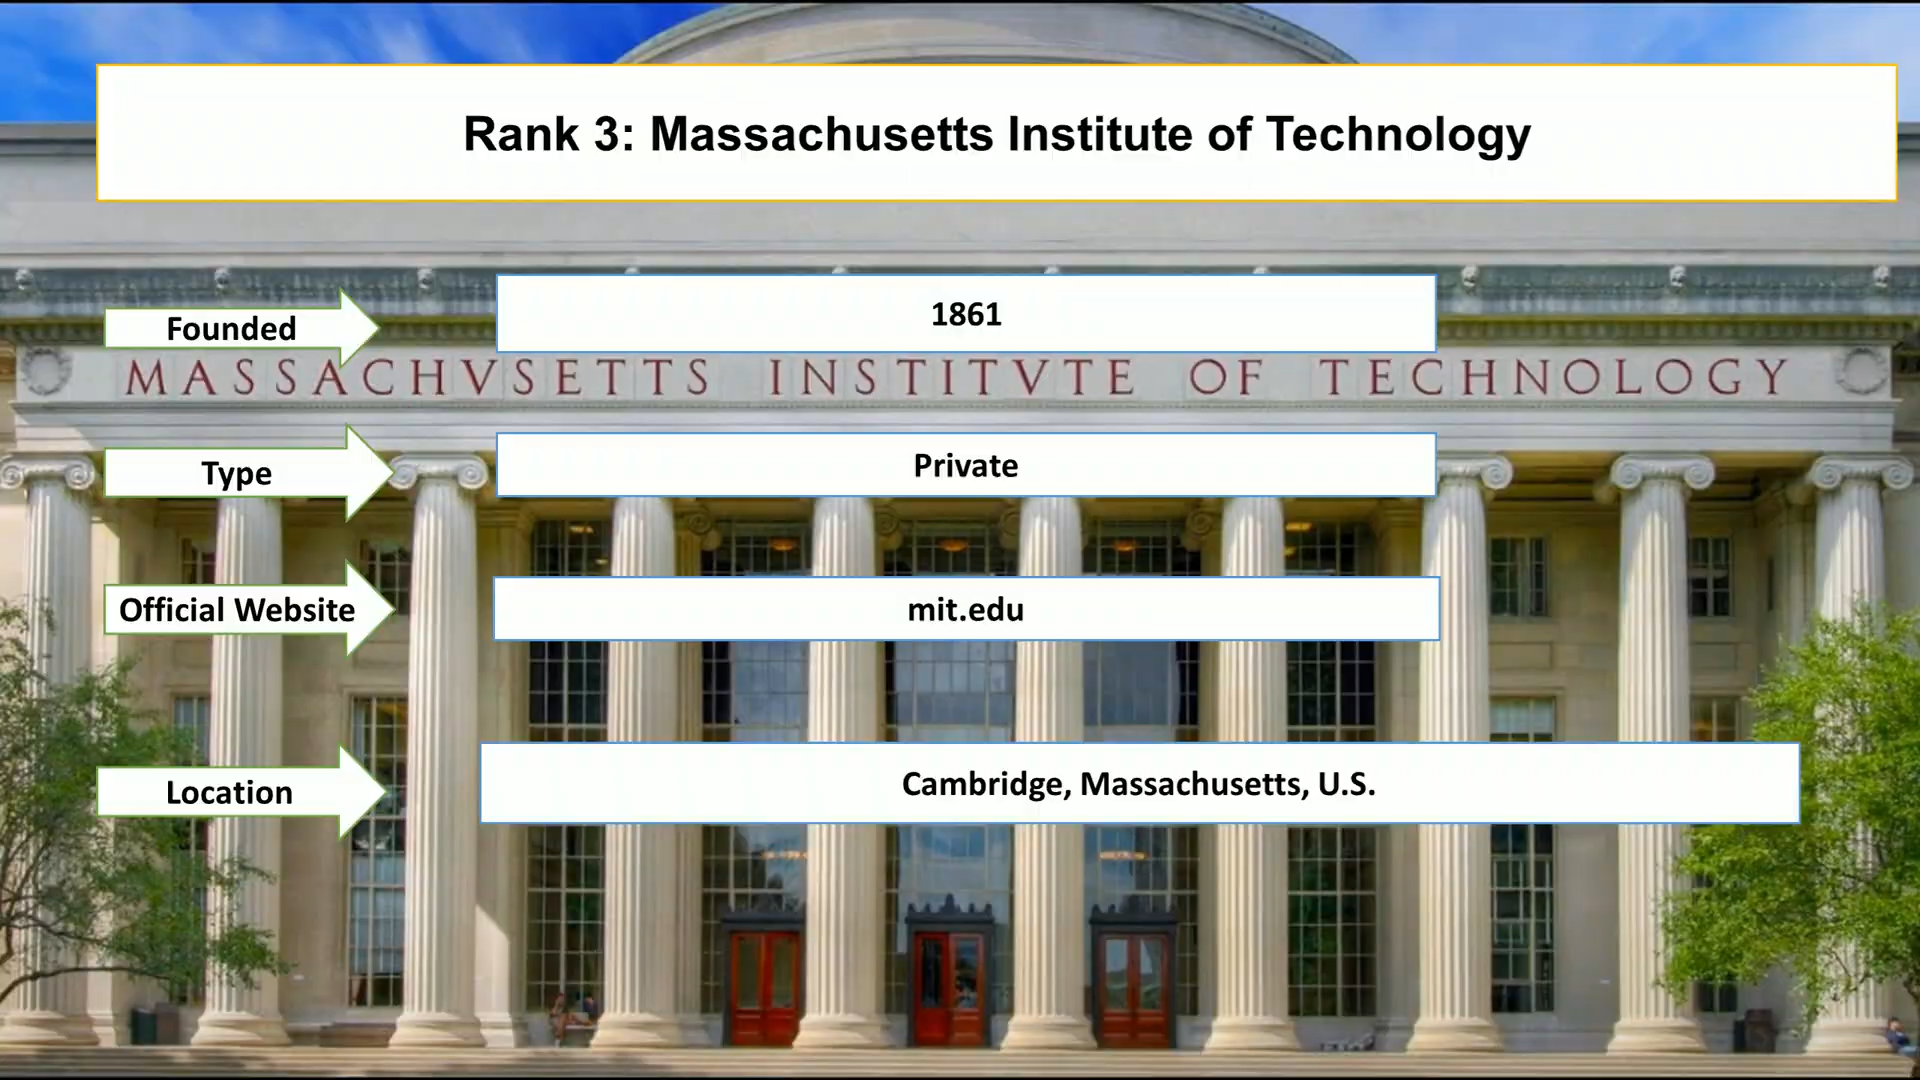 Rank 3: Massachusetts Institute of Technology
Founded
1861
MASSACHVSETTS INSTITVTE OF TECHNOLOGY
Type
Private
Official Website
mit.edu
Location
Cambridge, Massachusetts, U.S.